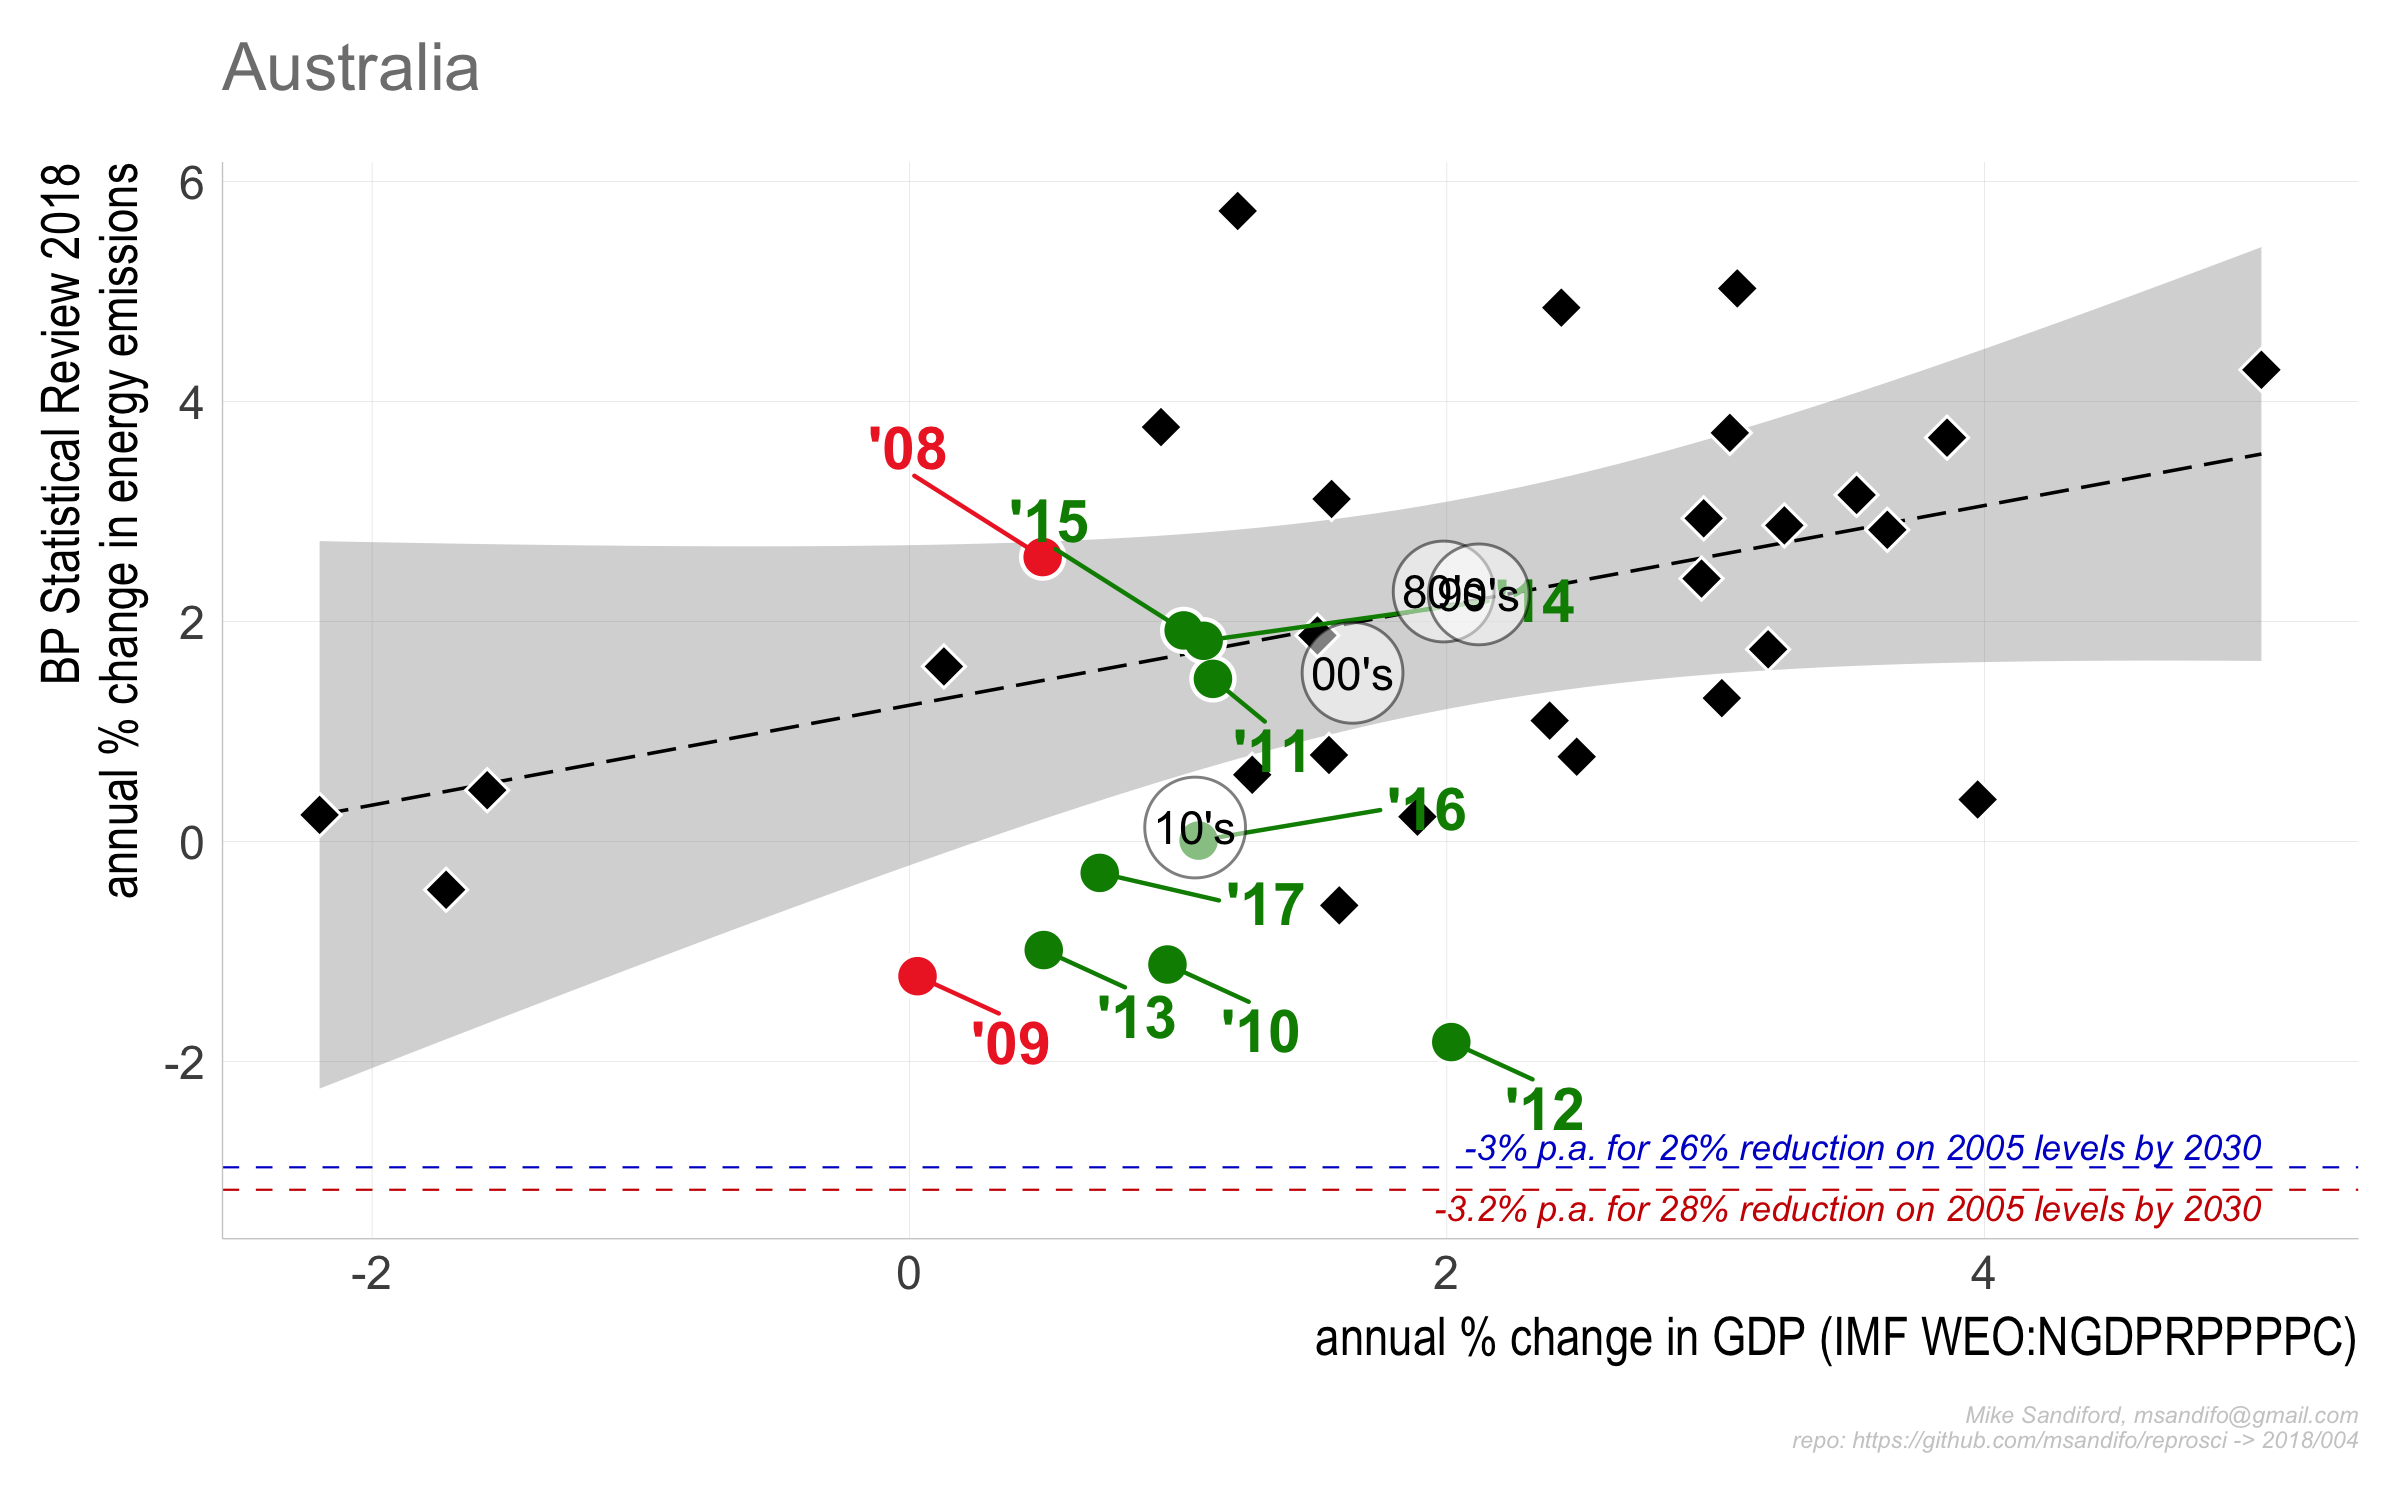 Australia
BP Statistical Review 2018
annual % change in energy emissions
6
4
2
0
-2
'08
'15
'14
80's
90's
00's
'11
'16
10's
'17
'13
'10
'09
'12
-3% p.a. for 26% reduction on 2005 levels by 2030
-3.2% p.a. for 28% reduction on 2005 levels by 2030
-2
0
2
4
annual % change in GDP (IMF WEO:NGDPRPPPPC)
Mike Sandiford, msandifo@gmail.com
repo: https://github.com/msandifo/reprosci -> 2018/004